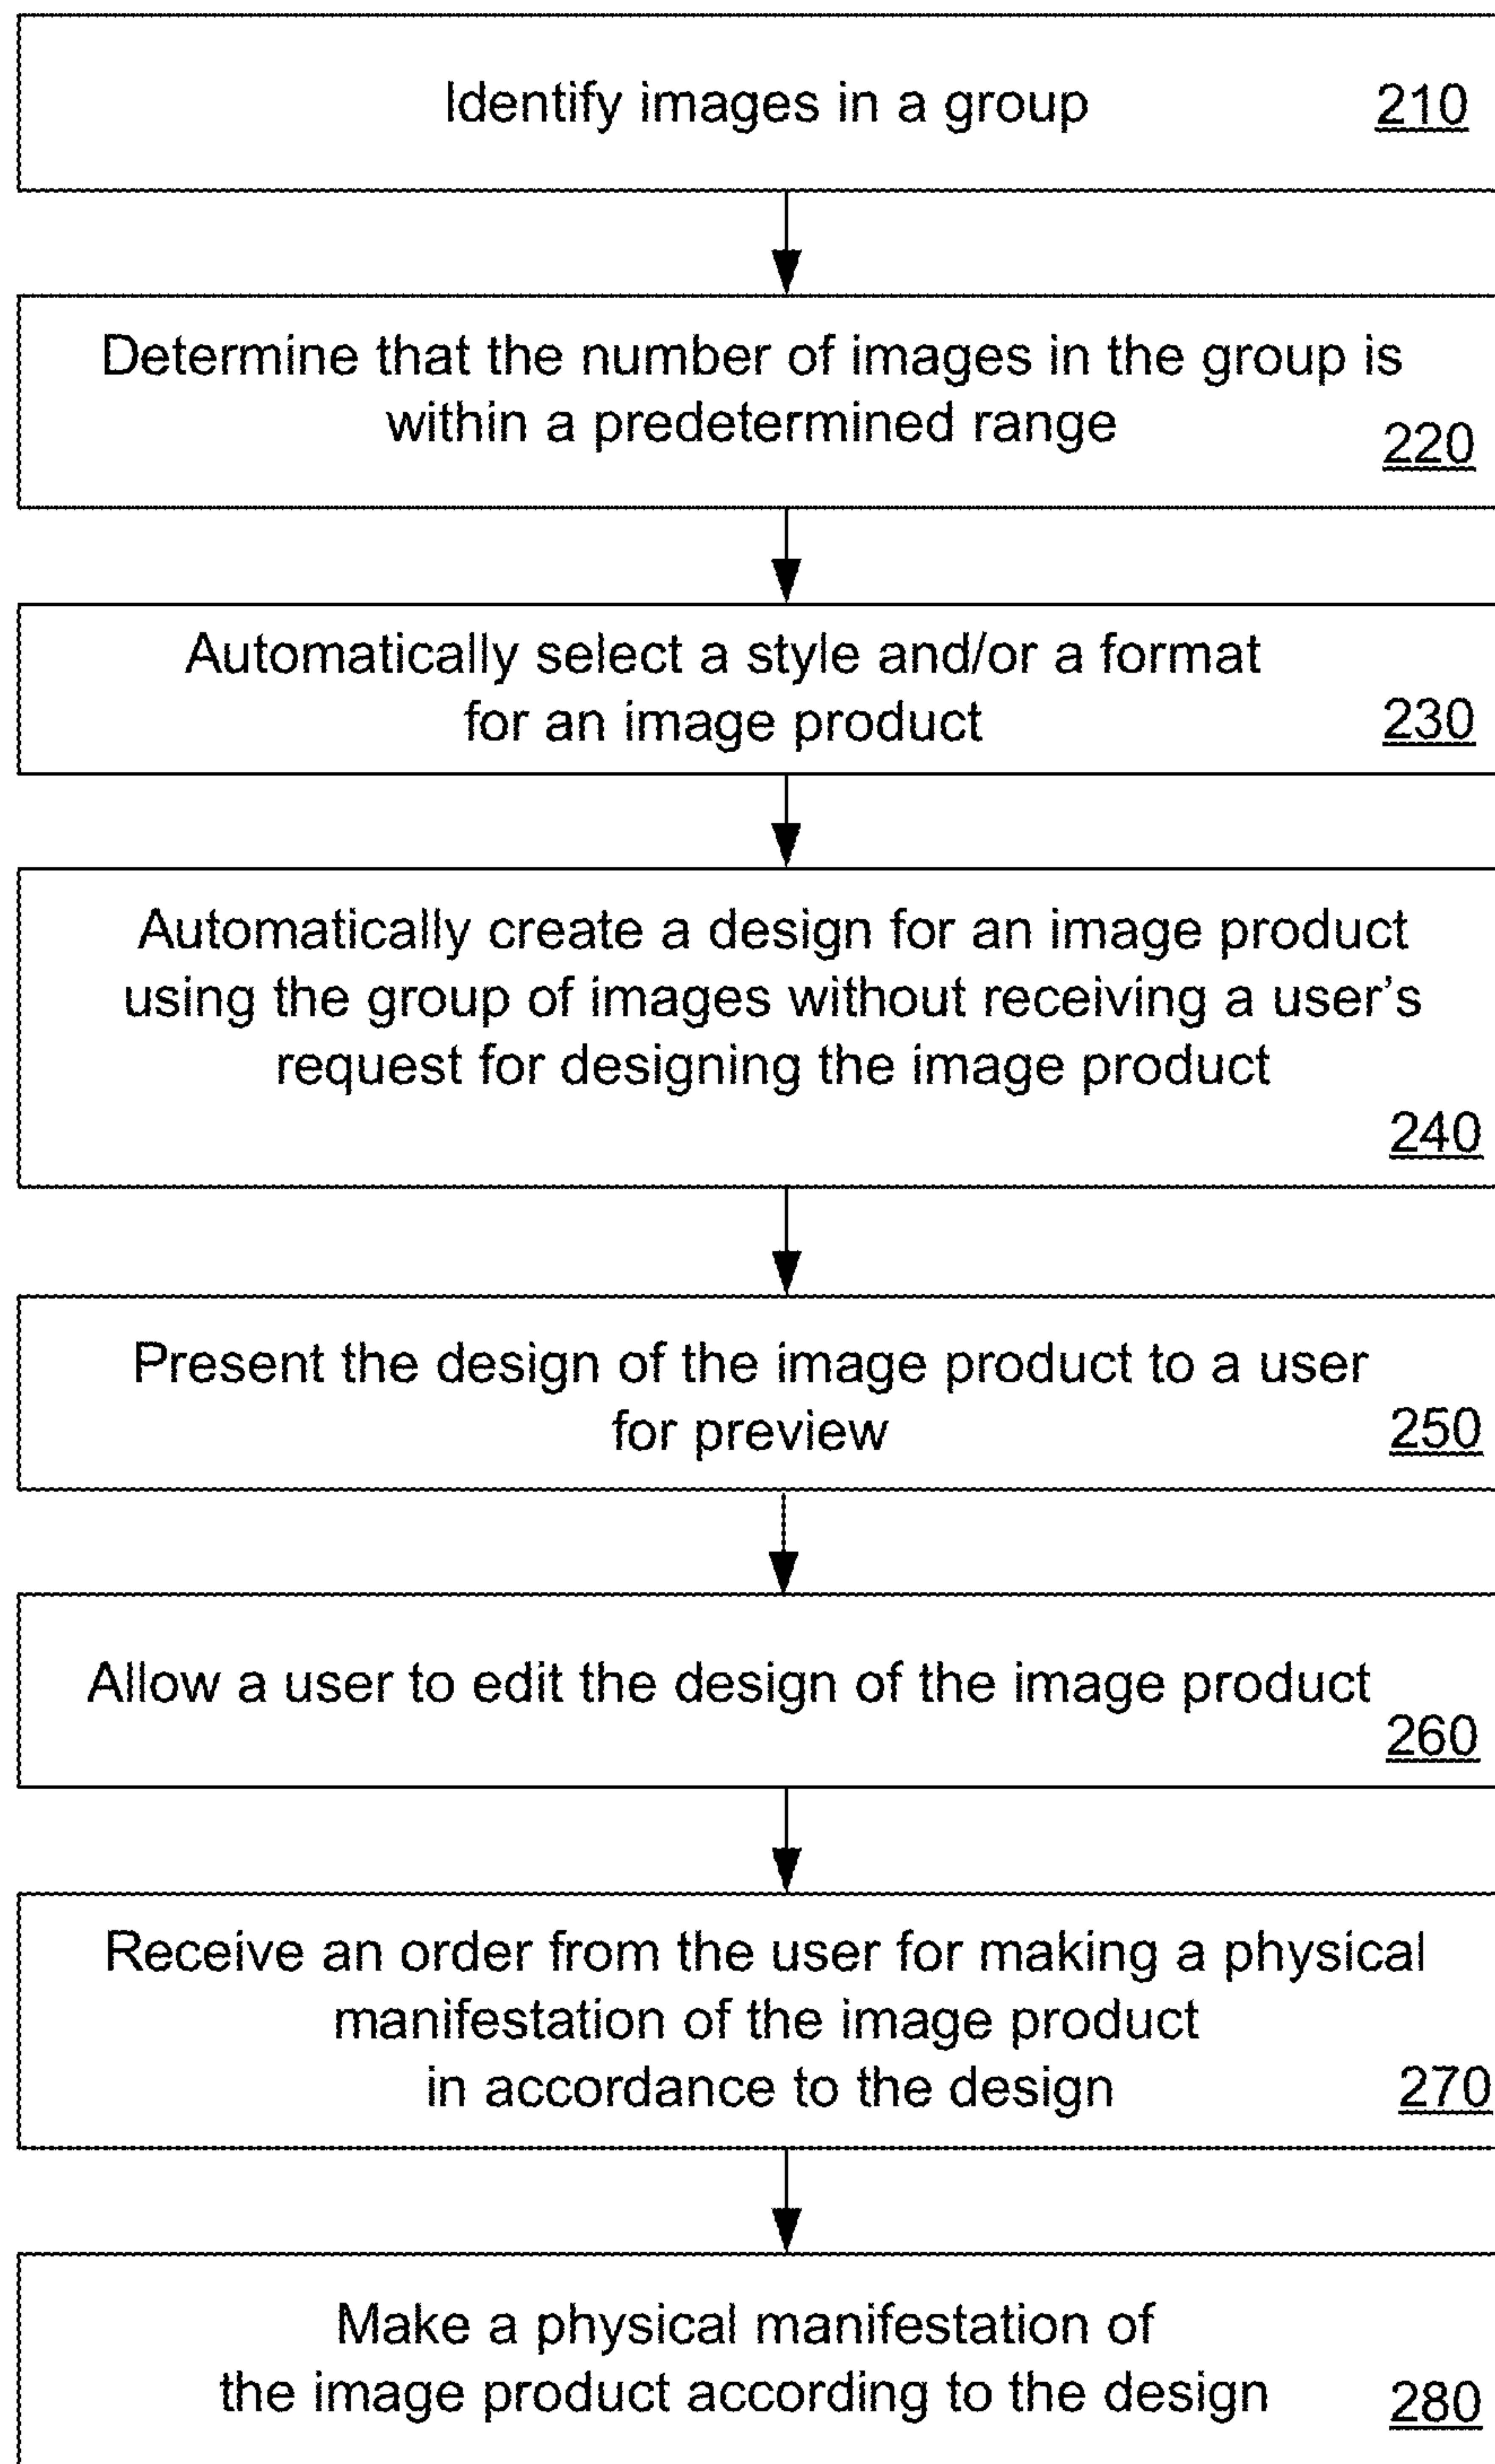 Identify images in a group
210
Determine that the number of images in the group is
within a predetermined range
220
Automatically select a style and/or a format
for an image product
230
Automatically create a design for an image product
using the group of images without receiving a user's
request for designing the image product
240
Present the design of the image product to a user
for preview
250
Allow a user to edit the design of the image product
260
Receive an order from the user for making a physical
manifestation of the image product
in accordance to the design
270
Make a physical manifestation of
the image product according to the design
280